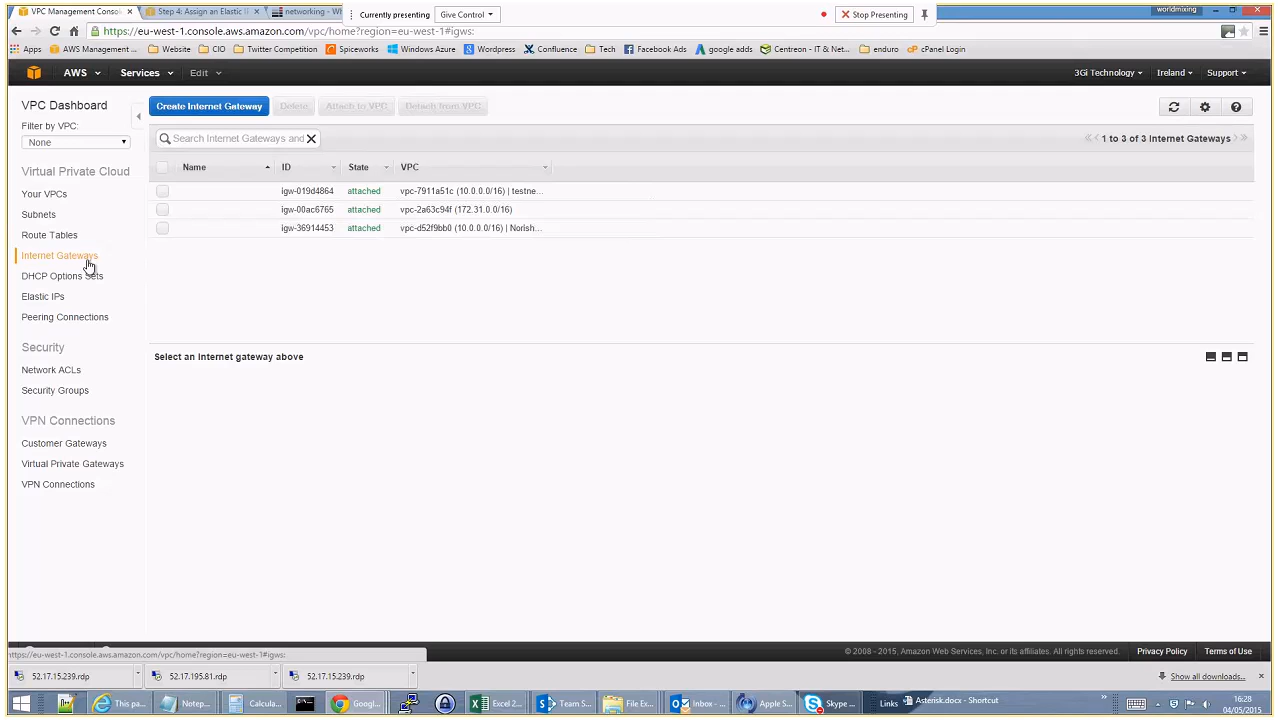 VPC Management Consol
Step 4: Assign an Elastic I
networking - Wh
Currently presenting
Give Control
Stop Presenting
worldmixing
https://eu-west-1.console.aws.amazon.com/vpc/home?region=eu-west-1#igws:
Apps
AWS Management ...
Website
CIO
Twitter Competition
Spiceworks
Windows Azure
Wordpress
Confluence
Tech
Facebook Ads
google adds
Centron - IT & Net...
enduro
cPanel Login
AWS
Services
Edit
3Gi Technology
Ireland
Support
VPC Dashboard
Filter by VPC:
None
Virtual Private Cloud
Your VPCs
Subnets
Route Tables
Internet Gateways
DHCP Options Sets
Elastic IPs
Peering Connections
Security
Network ACLs
Security Groups
VPN Connections
Customer Gateways
Virtual Private Gateways
VPN Connections
Create Internet Gateway
Delete
Attach to VPC
Detach from VPC
Search Internet Gateways and
1 to 3 of 3 Internet Gateways
Name ID State VPC
igw-019d4864 attached vpc-7911a51c (10.0.0.0/16) | testne...
igw-00ac6765 attached vpc-2a63c94f (172.31.0.0/16)
igw-36914453 attached vpc-d52f9bb0 (10.0.0.0/16) | Norish...
Select an internet gateway above
https://eu-west-1.console.aws.amazon.com/vpc/home?region=eu-west-1#igws:
© 2008 - 2015, Amazon Web Services, Inc. or its affiliates. All rights reserved.
Privacy Policy
Terms of Use
52.17.15.239.rdp
52.17.195.81.rdp
52.17.15.239.rdp
Show all downloads...
This pa...
Notep...
Calcula...
Googl...
Excel 2...
Team S...
File Ex...
Inbox - ...
Apple S...
Skype ...
Links
Asterisk.docx - Shortcut
16:28
04/05/2015